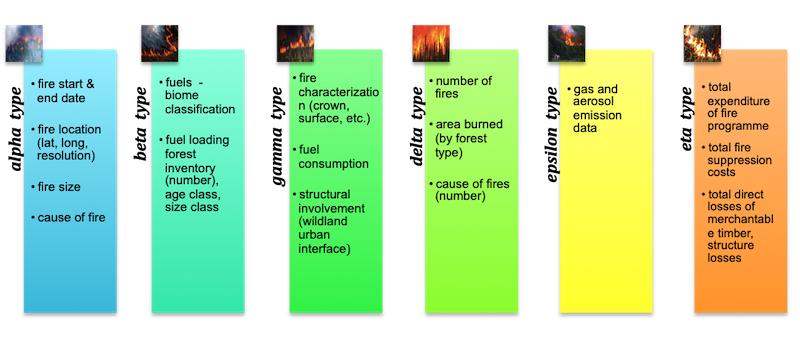 alpha type
• fire start &
end date
• fire location
(lat, long,
resolution)
• fire size
• cause of fire
beta type
• fuels -
biome
classification
• fuel loading
forest
inventory
(number),
age class,
size class
gamma type
• fire
characterizatio
n (crown,
surface, etc.)
• fuel
consumption
• structural
involvement
(wildland
urban
interface)
delta type
• number of
fires
• area burned
(by forest
type)
• cause of fires
(number)
epsilon type
• gas and
aerosol
emission
data
eta type
• total
expenditure
of fire
programme
• total fire
suppression
costs
• total direct
losses of
merchantabl
e timber,
structure
losses